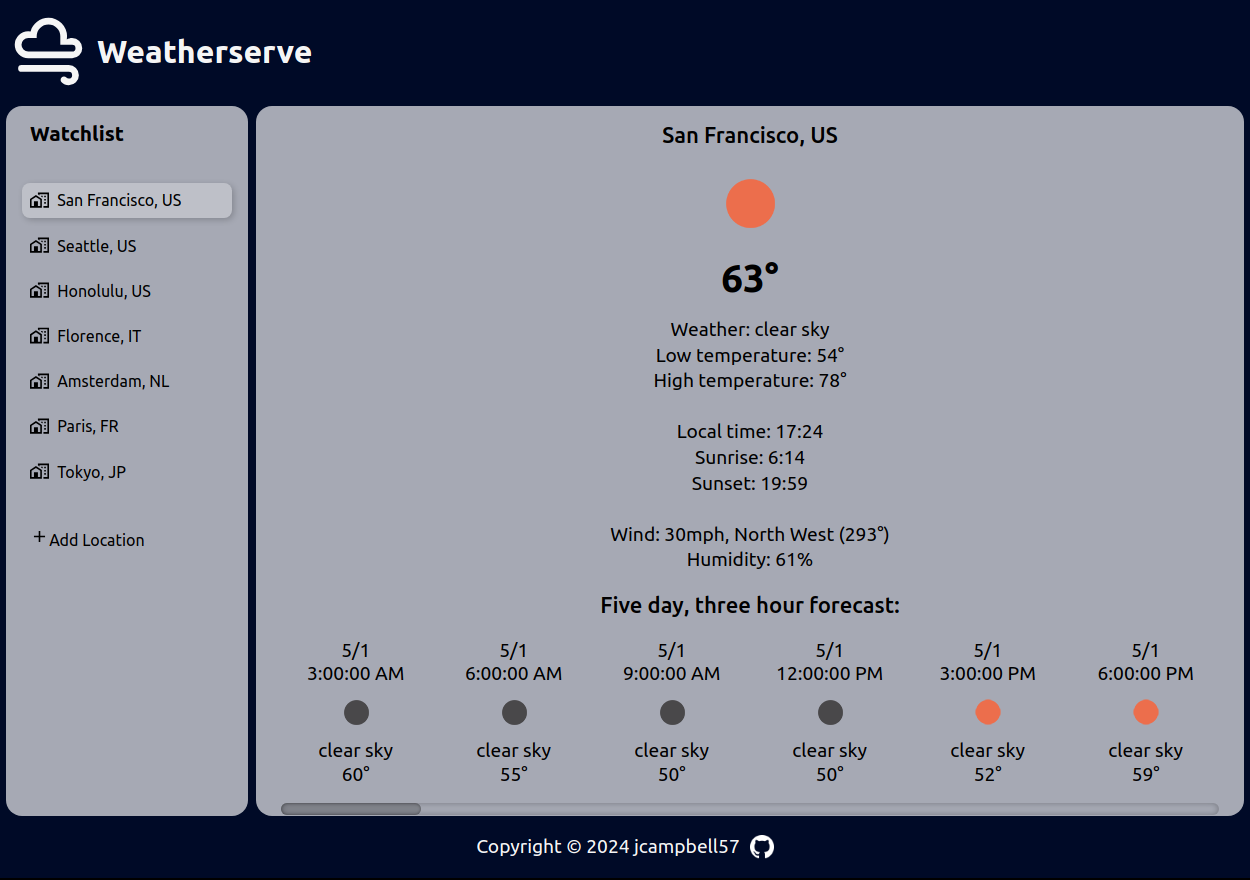 Weatherserve
Watchlist
San Francisco, US
Seattle, US
Honolulu, US
Florence, IT
Amsterdam, NL
Paris, FR
Tokyo, JP
+ Add Location
San Francisco, US
63°
Weather: clear sky
Low temperature: 54°
High temperature: 78°
Local time: 17:24
Sunrise: 6:14
Sunset: 19:59
Wind: 30mph, North West (293°)
Humidity: 61%
Five day, three hour forecast:
5/1
3:00:00 AM
clear sky
60°
5/1
6:00:00 AM
clear sky
55°
5/1
9:00:00 AM
clear sky
50°
5/1
12:00:00 PM
clear sky
50°
5/1
3:00:00 PM
clear sky
52°
5/1
6:00:00 PM
clear sky
59°
Copyright © 2024 jcampbell57